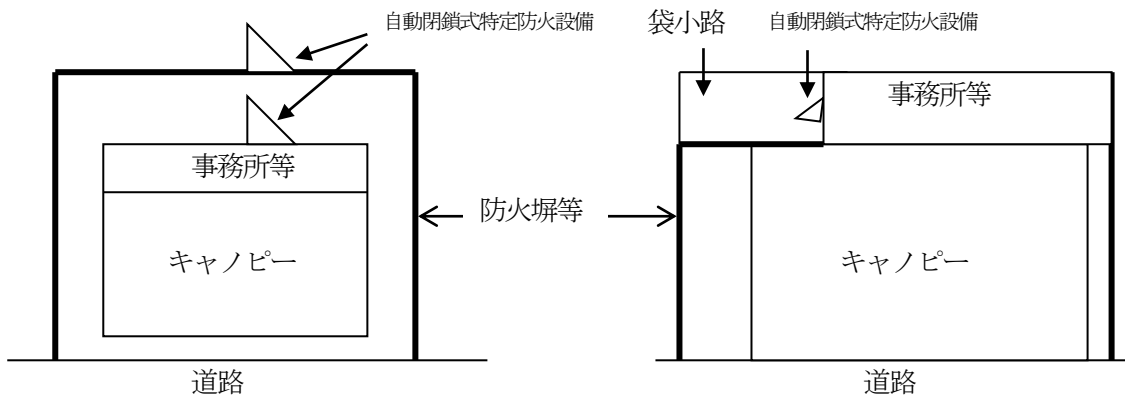 自動閉鎖式特定防火設備
事務所等
キャノピー
道路
防火塀等
袋小路
自動閉鎖式特定防火設備
事務所等
キャノピー
道路